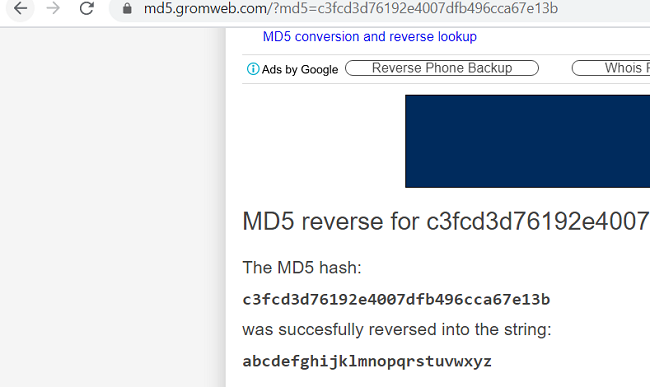 md5.gromweb.com/?md5=c3fcd3d76192e4007dfb496cca67e13b
MD5 conversion and reverse lookup
Ads by Google Reverse Phone Backup Whois
MD5 reverse for c3fcd3d76192e4007
The MD5 hash:
c3fcd3d76192e4007dfb496cca67e13b
was succesfully reversed into the string:
abcdefghijklmnopqrstuvwxyz